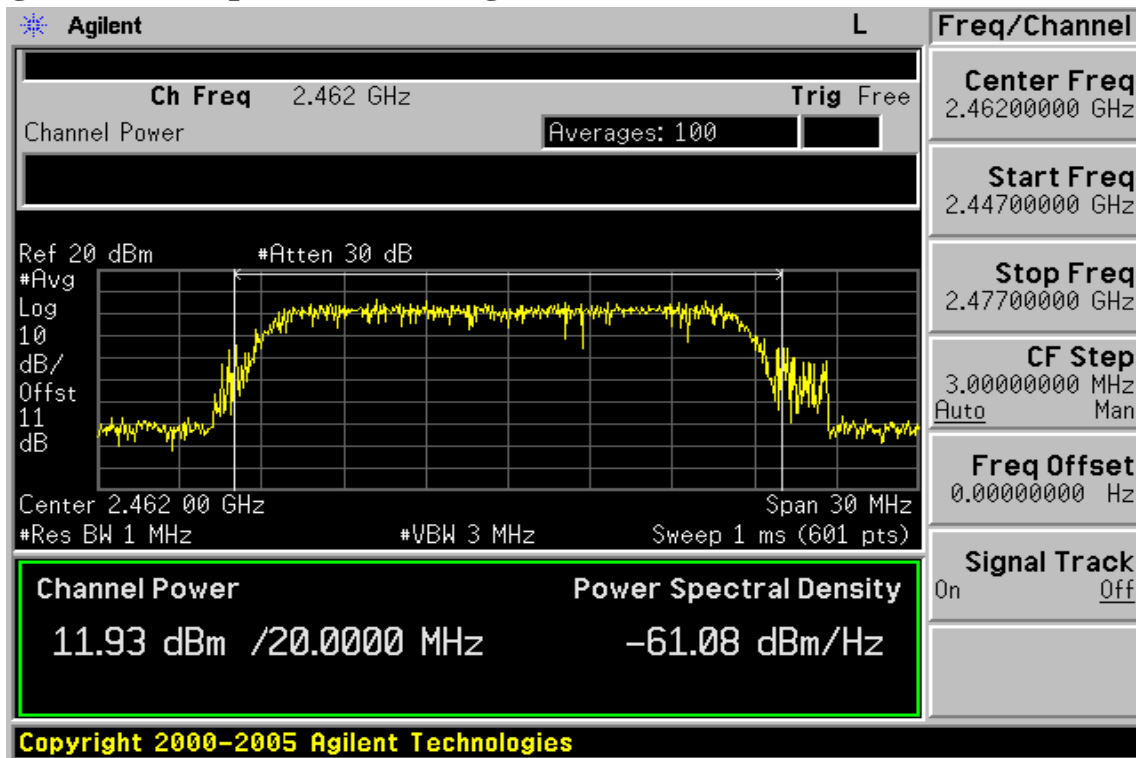 Agilent L Freq/Channel
Ch Freq 2.462 GHz Trig Free
Channel Power Averages: 100
Ref 20 dBm #Atten 30 dB
#Avg
Log
10
dB/
Offst
11
dB
Center 2.462 00 GHz Span 30 MHz
#Res BW 1 MHz #VBW 3 MHz Sweep 1 ms (601 pts)
Channel Power Power Spectral Density
11.93 dBm /20.0000 MHz -61.08 dBm/Hz
Center Freq
2.46200000 GHz
Start Freq
2.44700000 GHz
Stop Freq
2.47700000 GHz
CF Step
3.00000000 MHz
Auto Man
Freq Offset
0.00000000 Hz
Signal Track
On Off
Copyright 2000-2005 Agilent Technologies